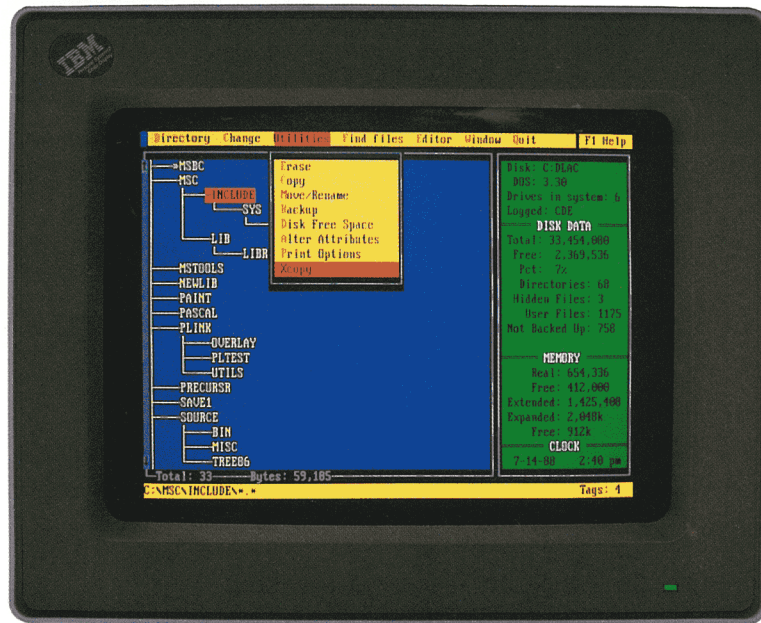 IBM
Directory Change Utilities Find files Editor Window Quit F1 Help
MSBC
MSC
INCLUDE
SYS
LIB
LIBR
MSTOOLS
NEWLIB
PAINT
PASCAL
PLINK
OVERLAY
PLTEST
UTILS
PRECURSR
SAVE1
SOURCE
BIN
MISC
TREE86
Total: 33 Bytes: 59,105
Erase
Copy
Move/Rename
Backup
Disk Free Space
Alter Attributes
Print Options
Xcopy
Disk: C:DLAC
DOS: 3.30
Drives in system: 6
Logged: CDE
DISK DATA
Total: 33,454,080
Free: 2,369,536
Pct: 7%
Directories: 68
Hidden Files: 3
User Files: 1175
Not Backed Up: 758
MEMORY
Real: 654,336
Free: 412,000
Extended: 1,425,408
Expanded: 2,048k
Free: 912k
CLOCK
7-14-88 2:40 pm
C:\MSC\INCLUDE\*.* Tags: 4